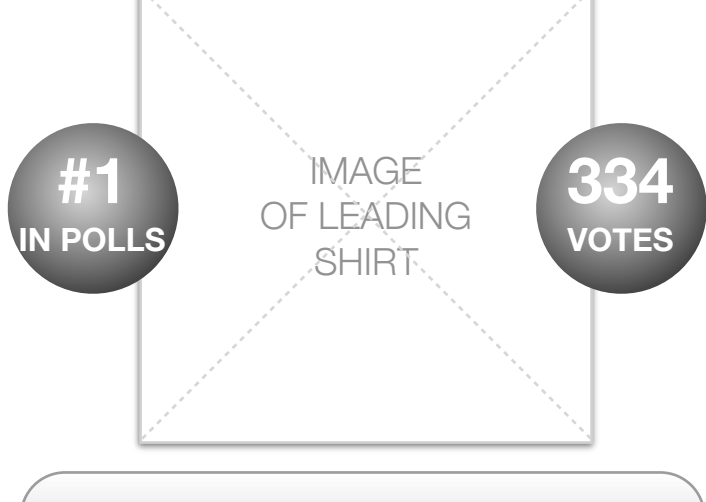 #1
IN POLLS
IMAGE
OF LEADING
SHIRT
334
VOTES